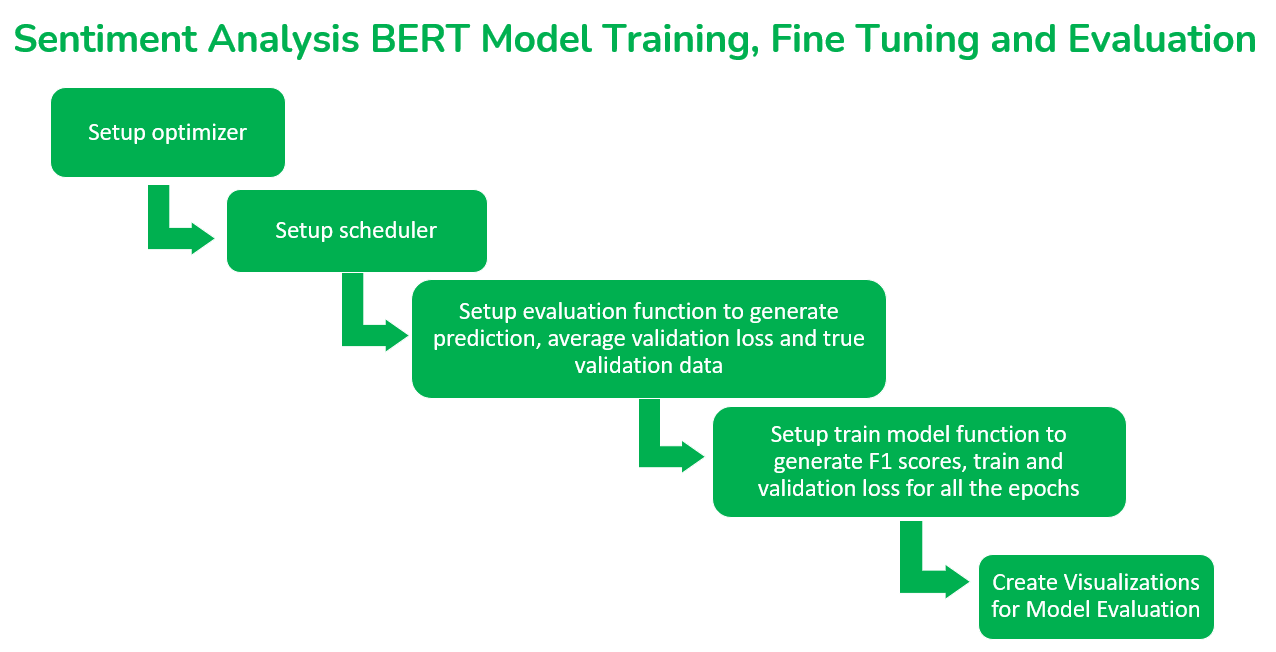 Sentiment Analysis BERT Model Training, Fine Tuning and Evaluation
Setup optimizer
Setup scheduler
Setup evaluation function to generate
prediction, average validation loss and true
validation data
Setup train model function to
generate F1 scores, train and
validation loss for all the epochs
Create Visualizations
for Model Evaluation